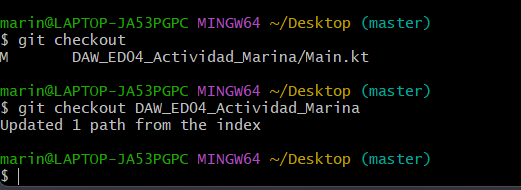 marin@LAPTOP-JA53PGPC MINGW64 ~/Desktop (master)
$ git checkout
M       DAW_ED04_Actividad_Marina/Main.kt
marin@LAPTOP-JA53PGPC MINGW64 ~/Desktop (master)
$ git checkout DAW_ED04_Actividad_Marina
Updated 1 path from the index
marin@LAPTOP-JA53PGPC MINGW64 ~/Desktop (master)
$